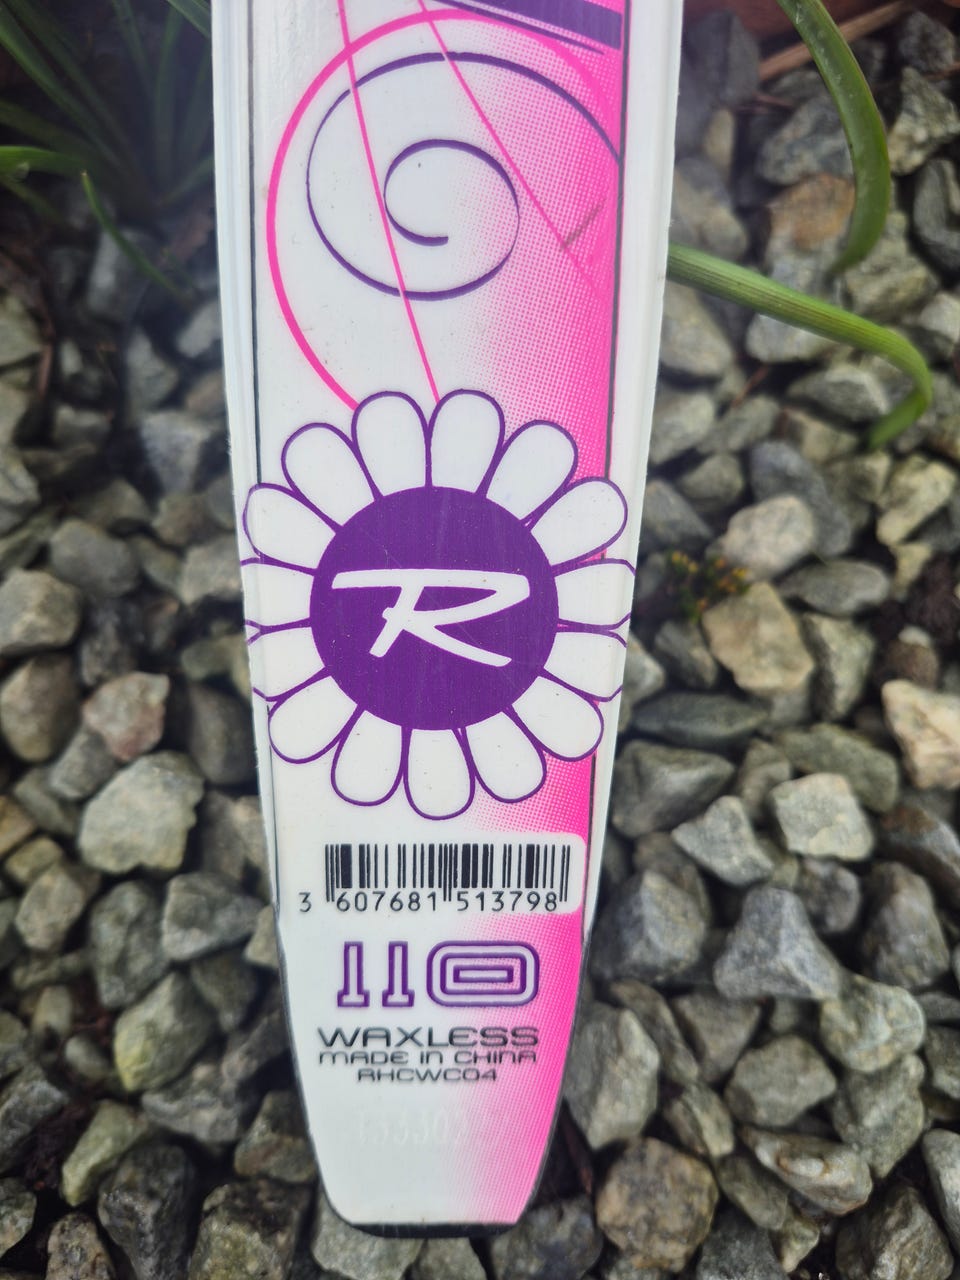 R
3 607681 513798
110
WAXLESS
MADE IN CHINA
RHCWC04